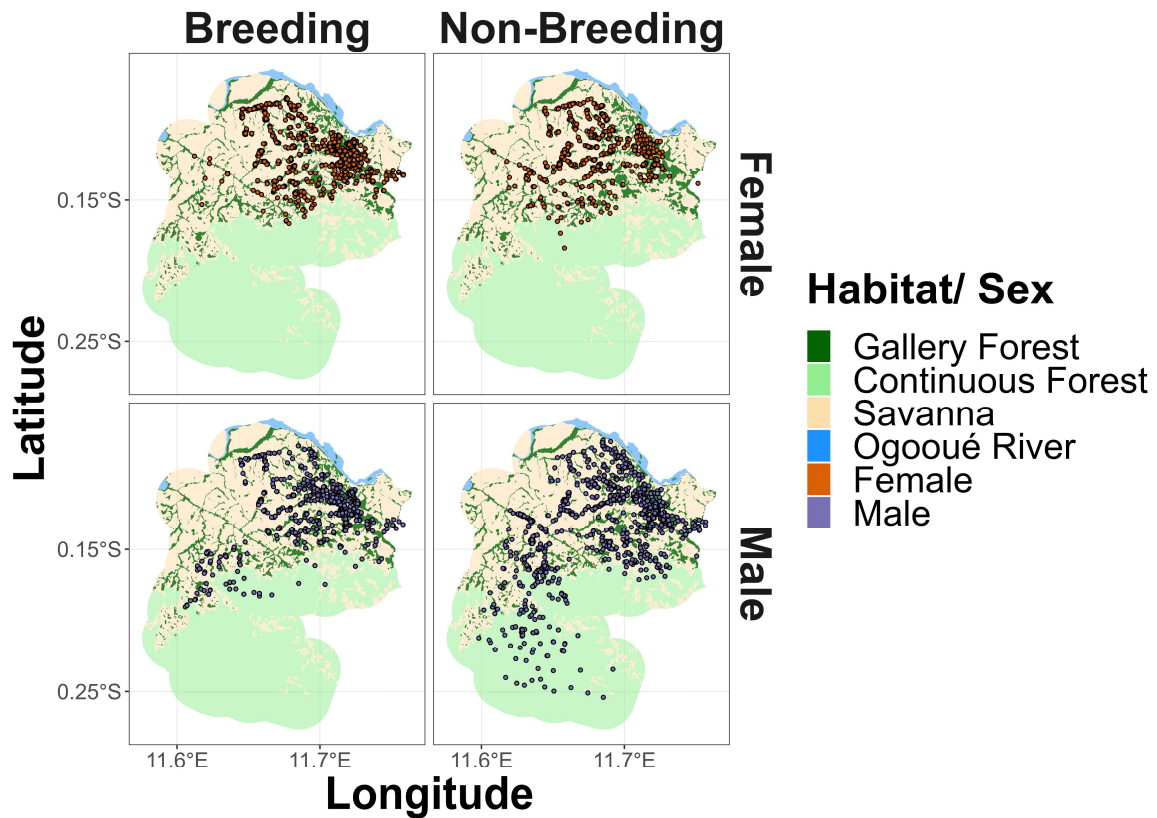 Breeding Non-Breeding
Female
0.15°S
0.25°S
Latitude
Male
0.15°S
0.25°S
11.6°E 11.7°E 11.6°E 11.7°E
Longitude
Habitat/ Sex
Gallery Forest
Continuous Forest
Savanna
Ogooué River
Female
Male